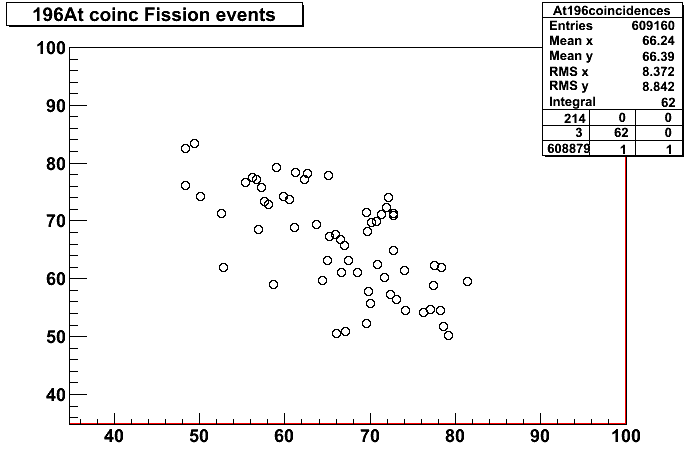 196At coinc Fission events
At196coincidences
Entries 609160
Mean x 66.24
Mean y 66.39
RMS x 8.372
RMS y 8.842
Integral 62
214 0 0
3 62 0
608879 1 1
100
90
80
70
60
50
40
40 50 60 70 80 90 100